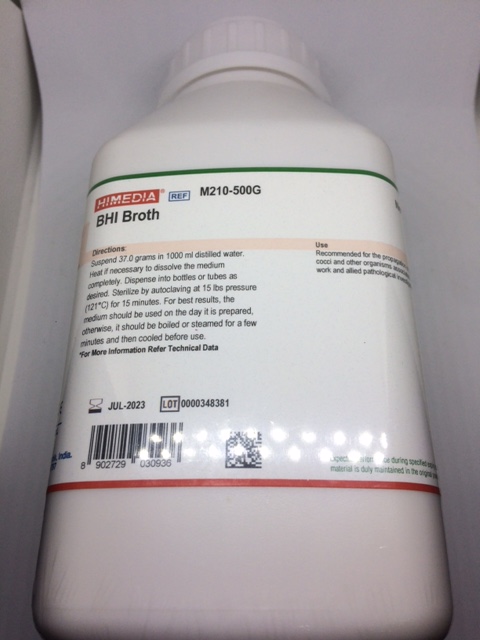 HIMEDIA® REF M210-500G
BHI Broth
Directions:
Suspend 37.0 grams in 1000 ml distilled water.
Heat if necessary to dissolve the medium
completely. Dispense into bottles or tubes as
desired. Sterilize by autoclaving at 15 lbs pressure
(121°C) for 15 minutes. For best results, the
medium should be used on the day it is prepared,
otherwise, it should be boiled or steamed for a few
minutes and then cooled before use.
*For More Information Refer Technical Data
Use
Recommended for the
cocci and other organisms
work and allied pathological
JUL-2023 LOT 0000348381
India.
8 902729 030936
during specified
material is duly maintained in the original